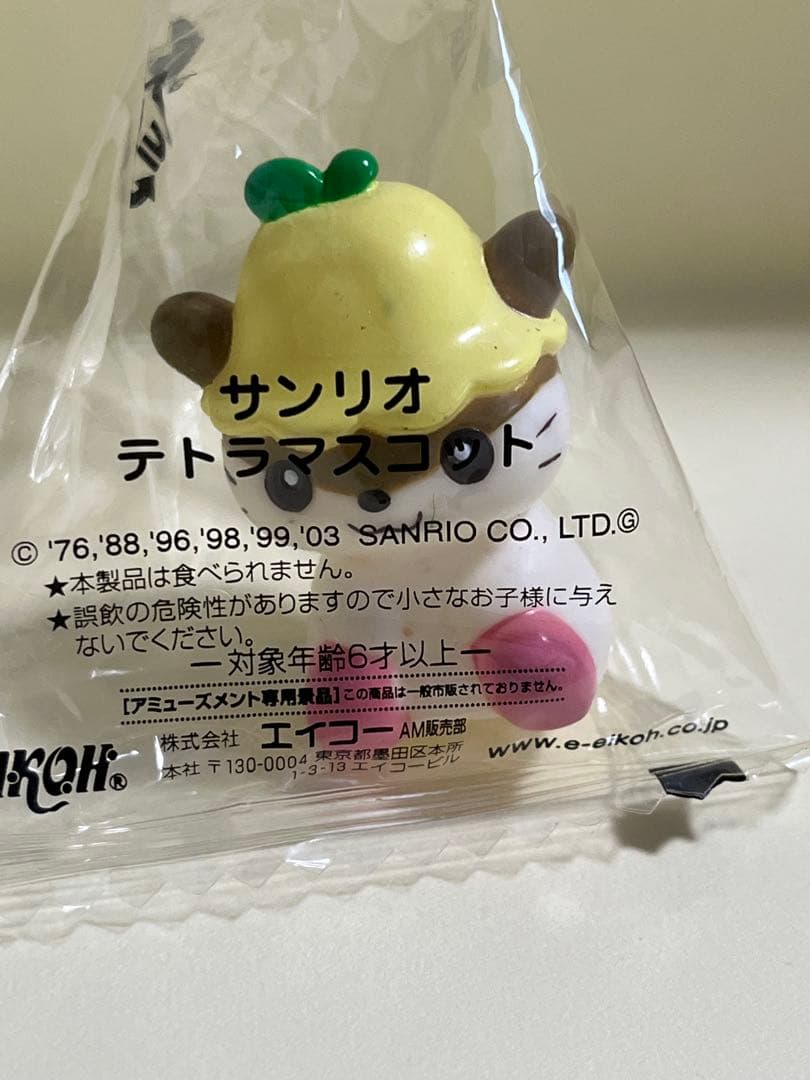 サンリオ
テトラマスコット
© '76,'88,'96,'98,'99,'03 SANRIO CO., LTD.Ⓖ
★本製品は食べられません。
★誤飲の危険性がありますので小さなお子様に与え
ないでください。
ー対象年齢6才以上ー
[アミューズメント専用景品]この商品は一般市販されておりません。
株式会社 エイコー AM販売部
本社 〒130-0004 東京都墨田区本所
1-3-13 エイコービル
www.e-eikoh.co.jp
IKOH®